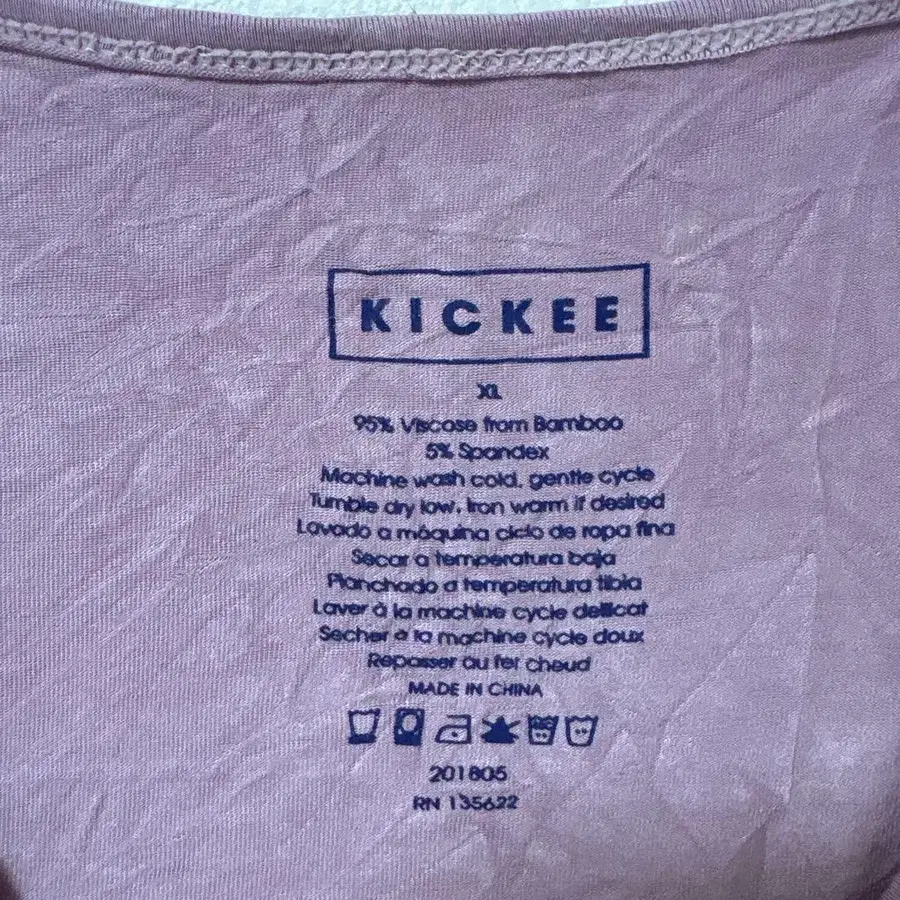 KICKEE
XL
95% Viscose from Bamboo
5% Spandex
Machine wash cold, gentle cycle
Tumble dry low, Iron warm if desired
Lavado a máquina ciclo de ropa fina
Secar a temperatura baja
Planchado a temperatura tibia
Laver à la machine cycle delicat
Secher a la machine cycle doux
Repasser au fer cheud
MADE IN CHINA
201805
RN 135622